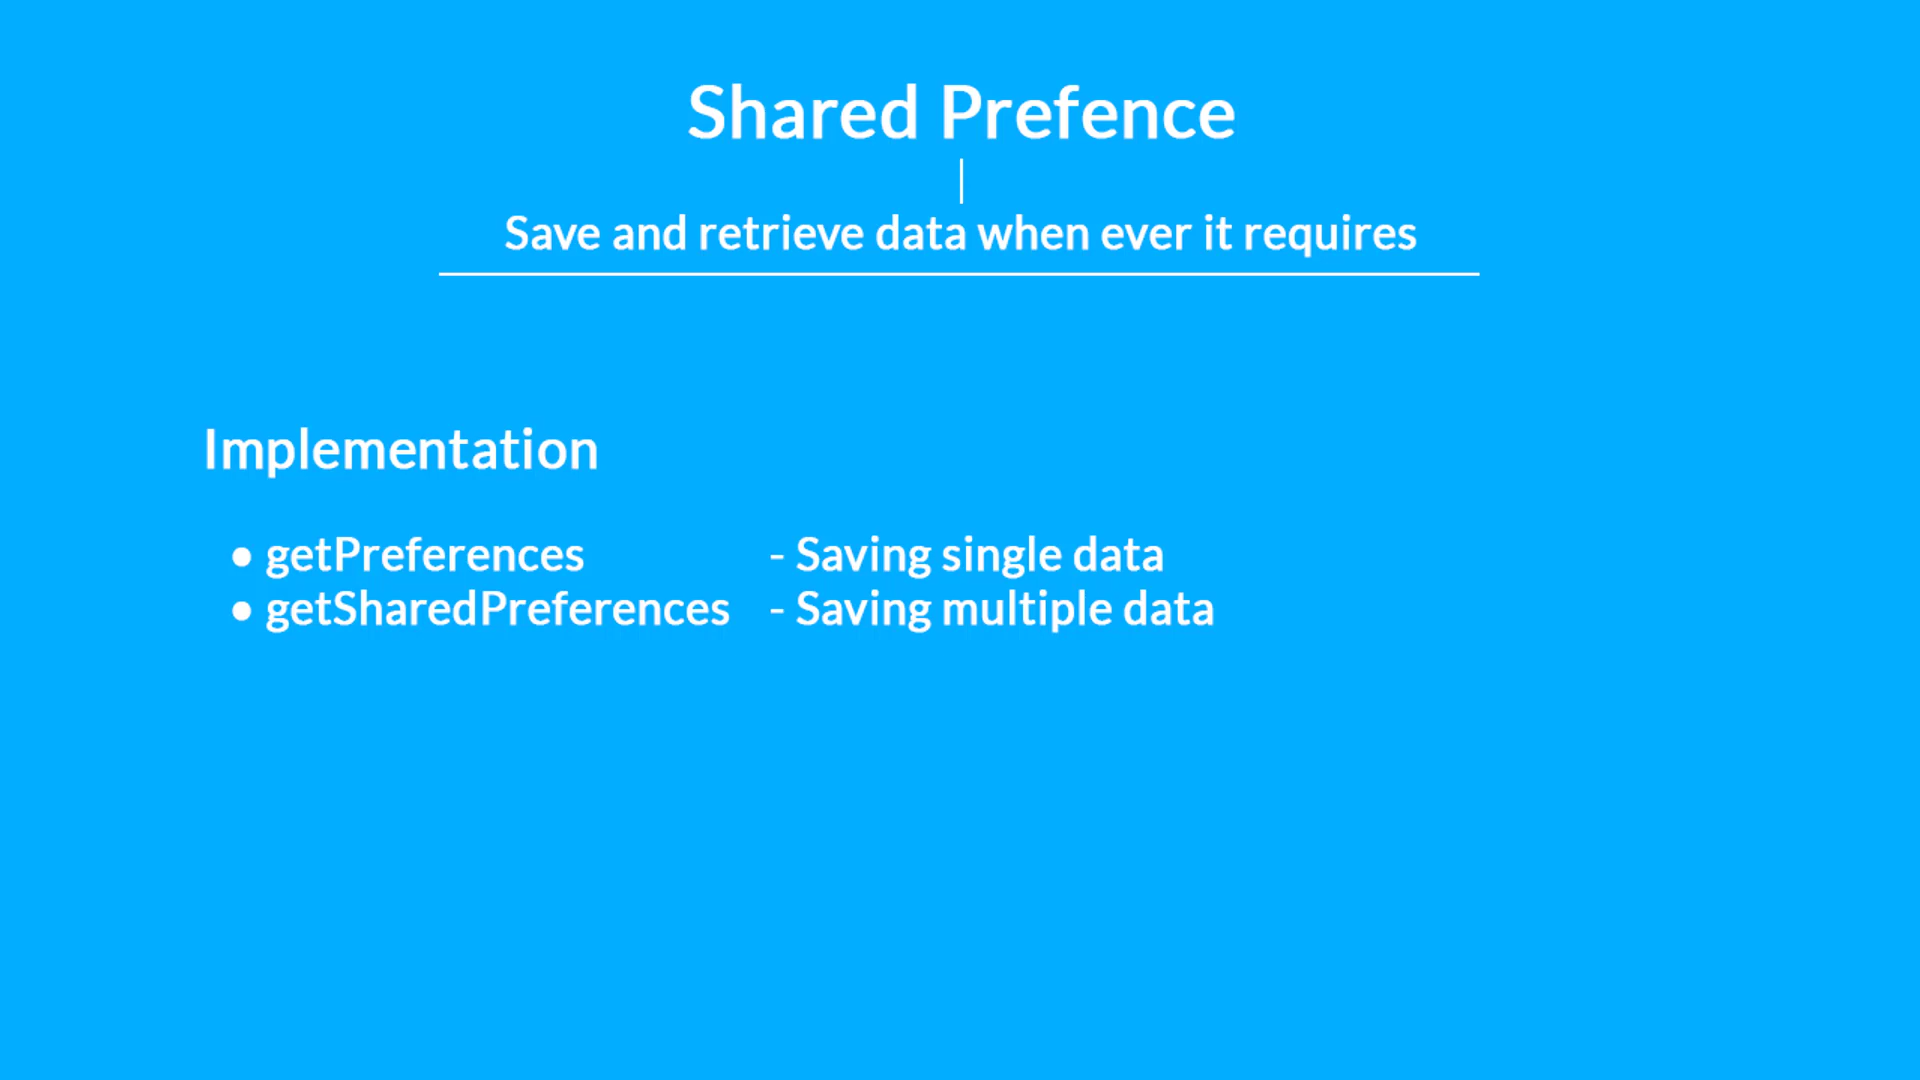 Shared Prefence
Save and retrieve data when ever it requires
Implementation
• getPreferences - Saving single data
• getSharedPreferences - Saving multiple data